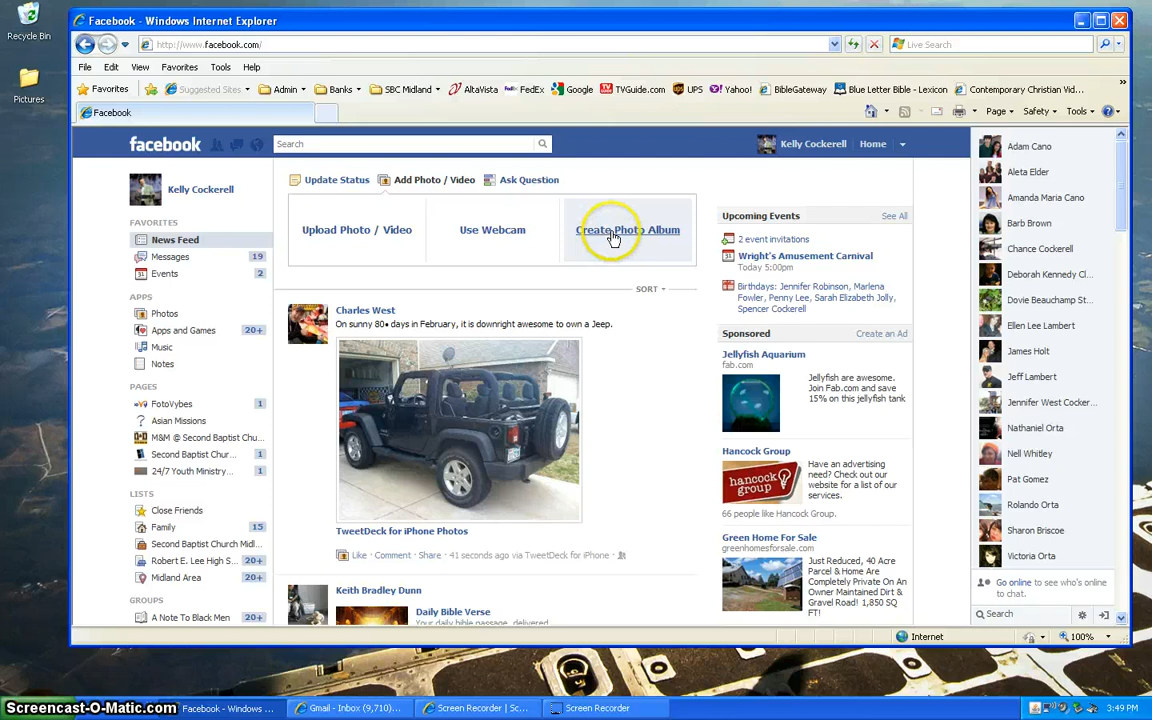 Recycle Bin
Pictures
Facebook - Windows Internet Explorer
http://www.facebook.com/
Live Search
File Edit View Favorites Tools Help
Favorites Suggested Sites Admin Banks SBC Midland AltaVista FedEx Google TVGuide.com UPS Yahoo! BibleGateway Blue Letter Bible - Lexicon Contemporary Christian Vid...
Facebook
Page Safety Tools
facebook
Search
Kelly Cockerell
Home
Kelly Cockerell
FAVORITES
News Feed
Messages 19
Events 2
APPS
Photos
Apps and Games 20+
Music
Notes
PAGES
FotoVybes 1
Asian Missions
M&M @ Second Baptist Chu...
Second Baptist Chur... 1
24/7 Youth Ministry... 1
LISTS
Close Friends
Family 15
Second Baptist Church Midl...
Robert E. Lee High S... 20+
Midland Area 20+
GROUPS
A Note To Black Men 20+
Update Status Add Photo / Video Ask Question
Upload Photo / Video Use Webcam Create Photo Album
SORT
Charles West
On sunny 80• days in February, it is downright awesome to own a Jeep.
TweetDeck for iPhone Photos
Like · Comment · Share · 41 seconds ago via TweetDeck for iPhone ·
Keith Bradley Dunn
Daily Bible Verse
Your daily bible passage, delivered
Upcoming Events See All
2 event invitations
Wright's Amusement Carnival
Today 5:00pm
Birthdays: Jennifer Robinson, Marlena
Fowler, Penny Lee, Sarah Elizabeth Jolly,
Spencer Cockerell
Sponsored Create an Ad
Jellyfish Aquarium
fab.com
Jellyfish are awesome.
Join Fab.com and save
15% on this jellyfish tank
Hancock Group
hancock
group
Have an advertising
need? Check out our
website for a list of our
services.
66 people like Hancock Group.
Green Home For Sale
greenhomesforsale.com
Just Reduced, 40 Acre
Parcel & Home Are
Completely Private On An
Owner Maintained Dirt &
Gravel Road! 1,850 SQ
FT!
Adam Cano
Aleta Elder
Amanda Maria Cano
Barb Brown
Chance Cockerell
Deborah Kennedy Cl...
Dovie Beauchamp St...
Ellen Lee Lambert
James Holt
Jeff Lambert
Jennifer West Cocker...
Nathaniel Orta
Nell Whitley
Pat Gomez
Rolando Orta
Sharon Briscoe
Victoria Orta
Go online to see who's online
to chat.
Search
Internet
100%
Screencast-O-Matic.com
Facebook - Windows ...
Gmail - Inbox (9,710)...
Screen Recorder | Sc...
Screen Recorder
3:49 PM